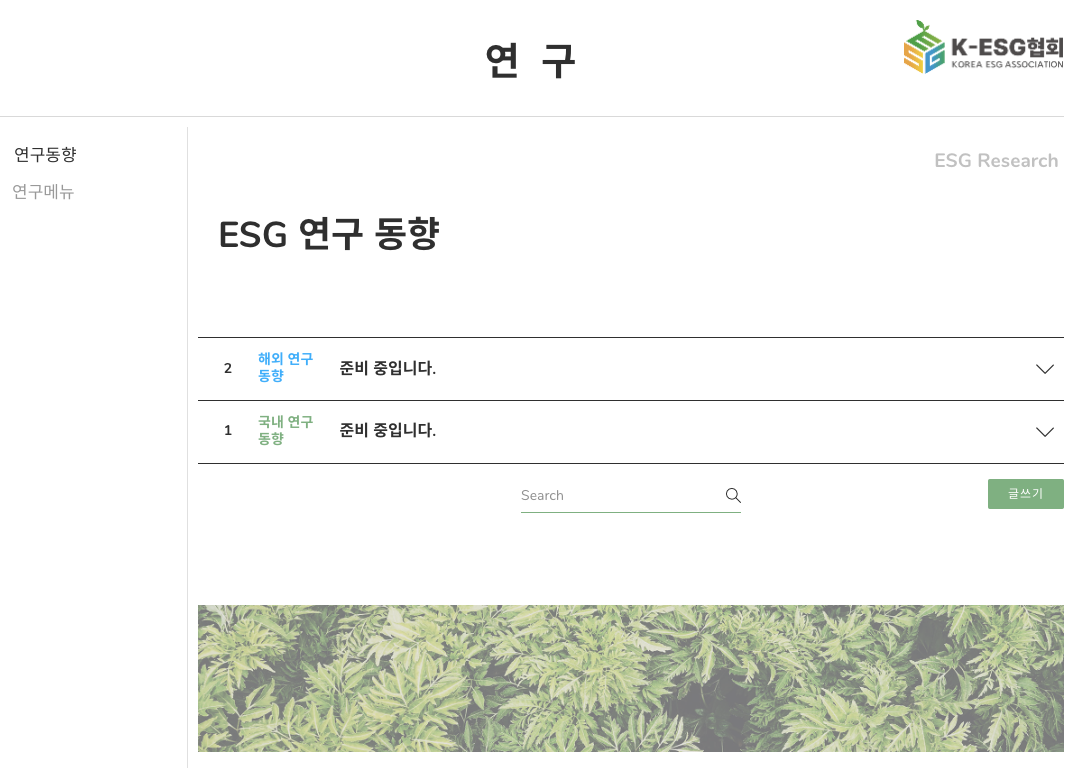 연 구
K-ESG협회
KOREA ESG ASSOCIATION
연구동향
연구메뉴
ESG Research
ESG 연구 동향
2
해외 연구
동향
준비 중입니다.
1
국내 연구
동향
준비 중입니다.
Search
글쓰기